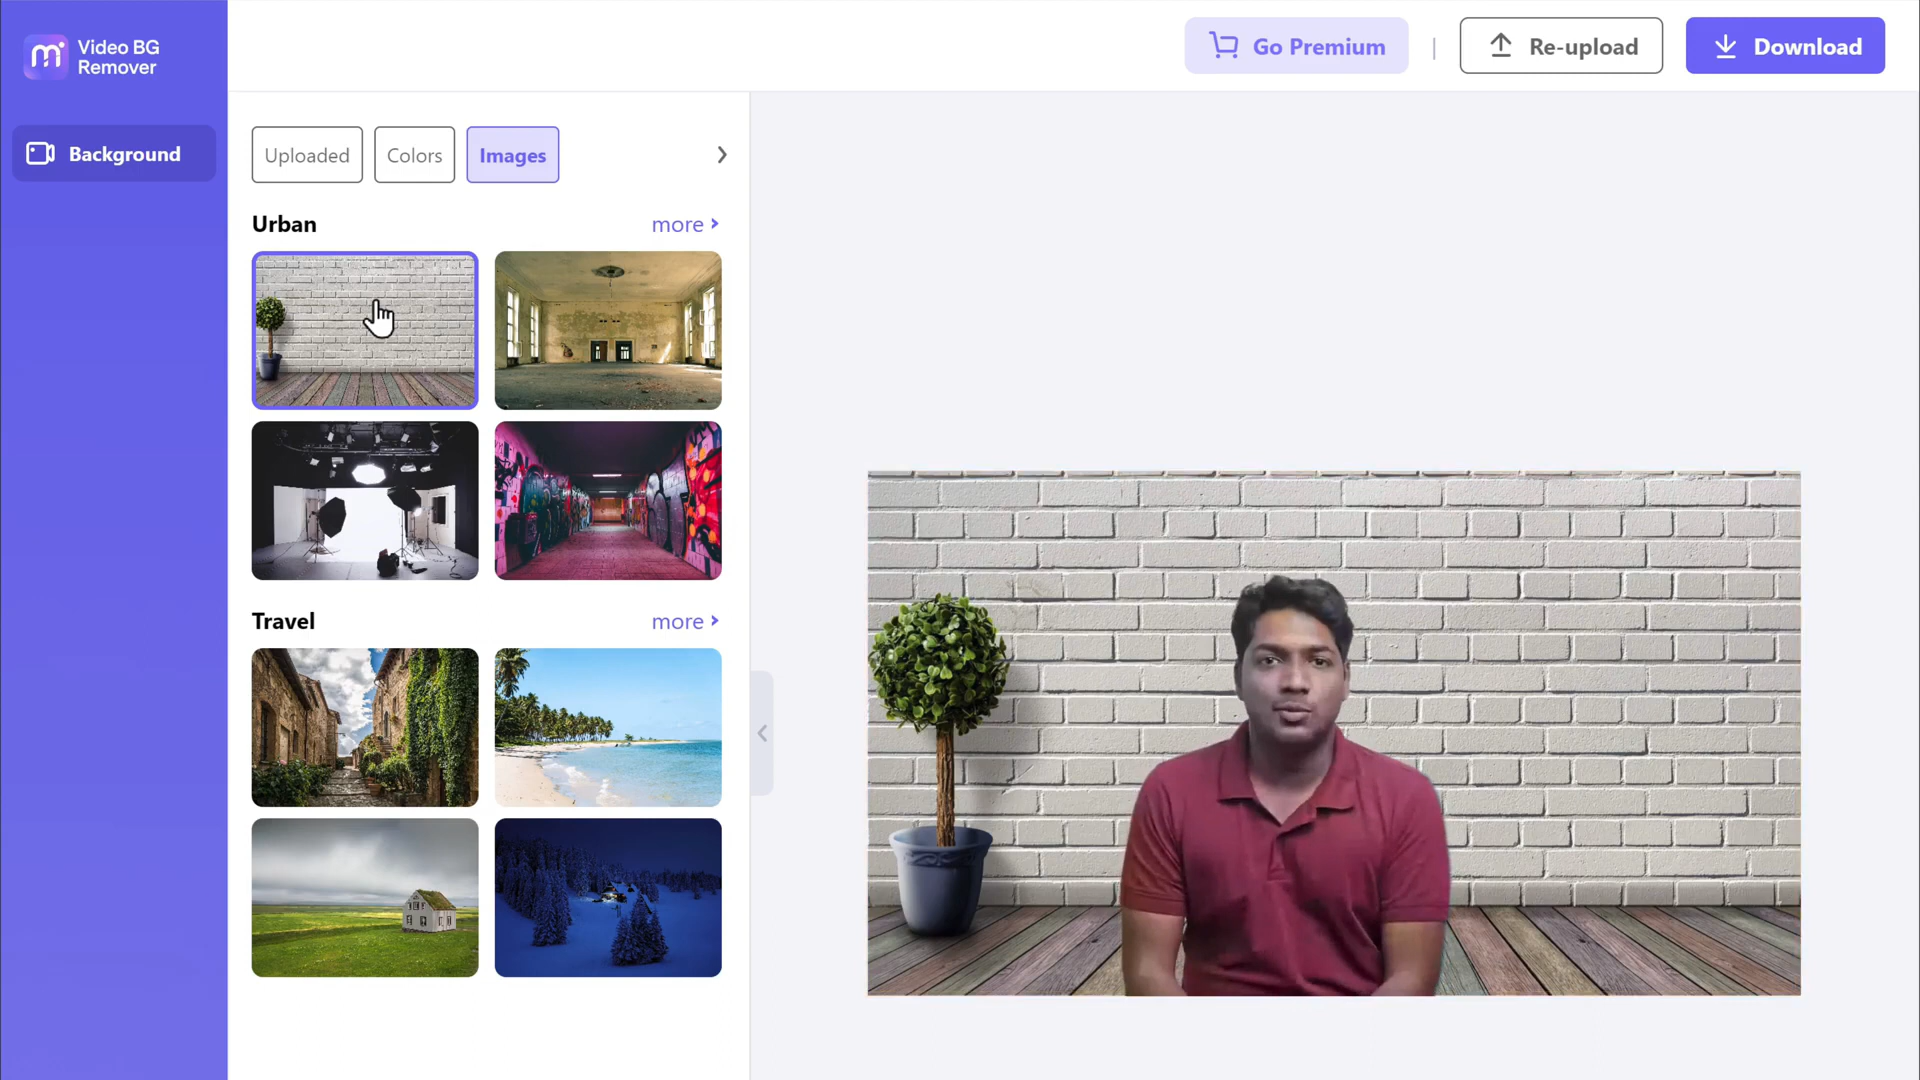 Video BG
Remover
Go Premium
Re-upload
Download
Background
Uploaded
Colors
Images
Urban
more
Travel
more